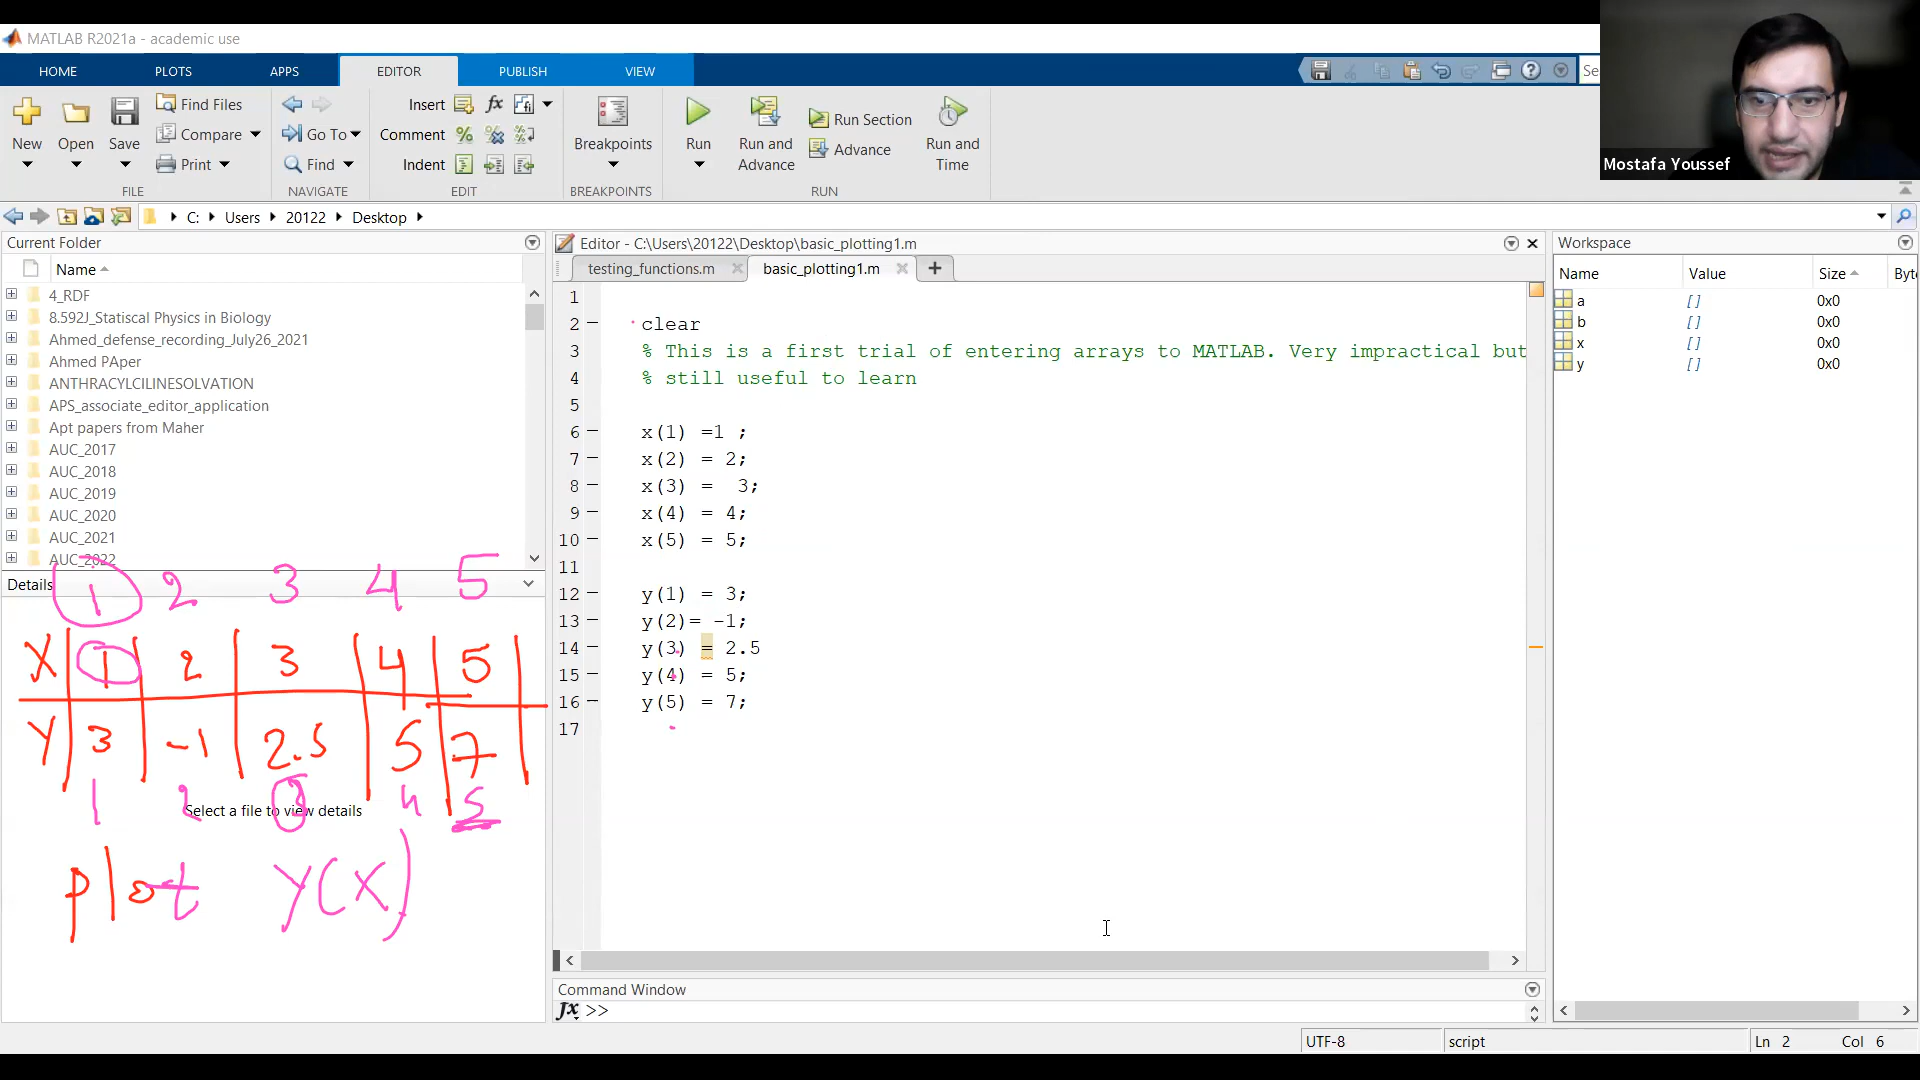 MATLAB R2021a - academic use
HOME PLOTS APPS EDITOR PUBLISH VIEW
Se
Find Files
Compare
Print
New Open Save
FILE
Go To
Find
NAVIGATE
Insert
Comment
Indent
EDIT
Breakpoints
BREAKPOINTS
Run
Run and Advance
Run Section
Advance
Run and Time
RUN
Mostafa Youssef
C: Users 20122 Desktop
Current Folder
Name
4_RDF
8.592J_Statiscal Physics in Biology
Ahmed_defense_recording_July26_2021
Ahmed PAper
ANTHRACYLCILINESOLVATION
APS_associate_editor_application
Apt papers from Maher
AUC_2017
AUC_2018
AUC_2019
AUC_2020
AUC_2021
AUC_2022
Details
1 2 3 4 5
X 1 2 3 4 5
Y 3 -1 2.5 5 7
1 2 3 4 5
Select a file to view details
plot Y(X)
Editor - C:\Users\20122\Desktop\basic_plotting1.m
testing_functions.m basic_plotting1.m
1
2 clear
3 % This is a first trial of entering arrays to MATLAB. Very impractical but
4 % still useful to learn
5
6 x(1) =1 ;
7 x(2) = 2;
8 x(3) =  3;
9 x(4) = 4;
10 x(5) = 5;
11
12 y(1) = 3;
13 y(2)= -1;
14 y(3) = 2.5
15 y(4) = 5;
16 y(5) = 7;
17
Command Window
fx >>
Workspace
Name Value Size Byt
a [] 0x0
b [] 0x0
x [] 0x0
y [] 0x0
UTF-8 script Ln 2 Col 6